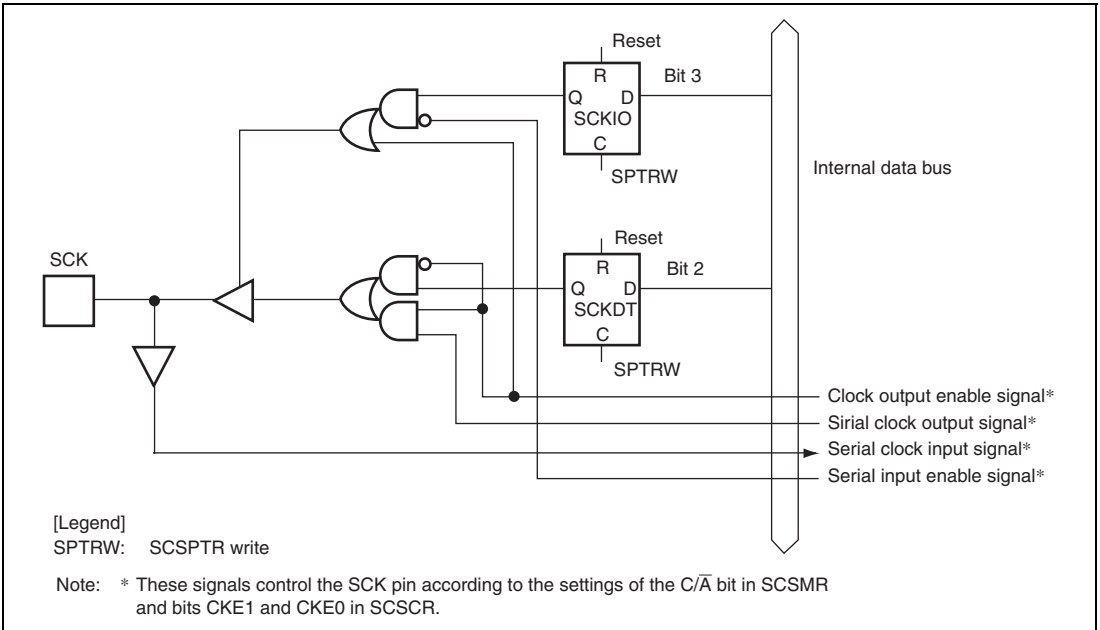 Reset
R
Bit 3
Q
D
SCKIO
C
SPTRW
Internal data bus
Reset
SCK
R
Bit 2
Q
D
SCKDT
C
SPTRW
Clock output enable signal*
Sirial clock output signal*
Serial clock input signal*
Serial input enable signal*
[Legend]
SPTRW: SCSPTR write
Note: * These signals control the SCK pin according to the settings of the C/A̅ bit in SCSMR
and bits CKE1 and CKE0 in SCSCR.